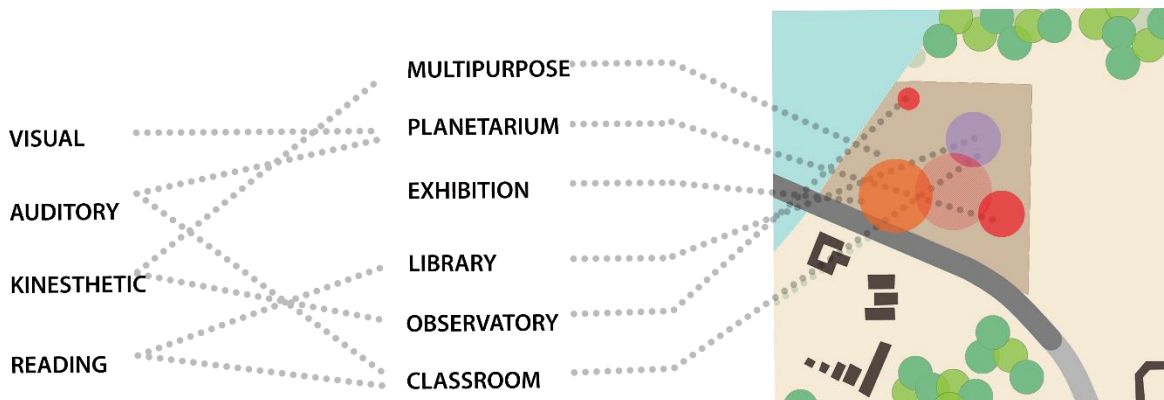 VISUAL
AUDITORY
KINESTHETIC
READING
MULTIPURPOSE
PLANETARIUM
EXHIBITION
LIBRARY
OBSERVATORY
CLASSROOM